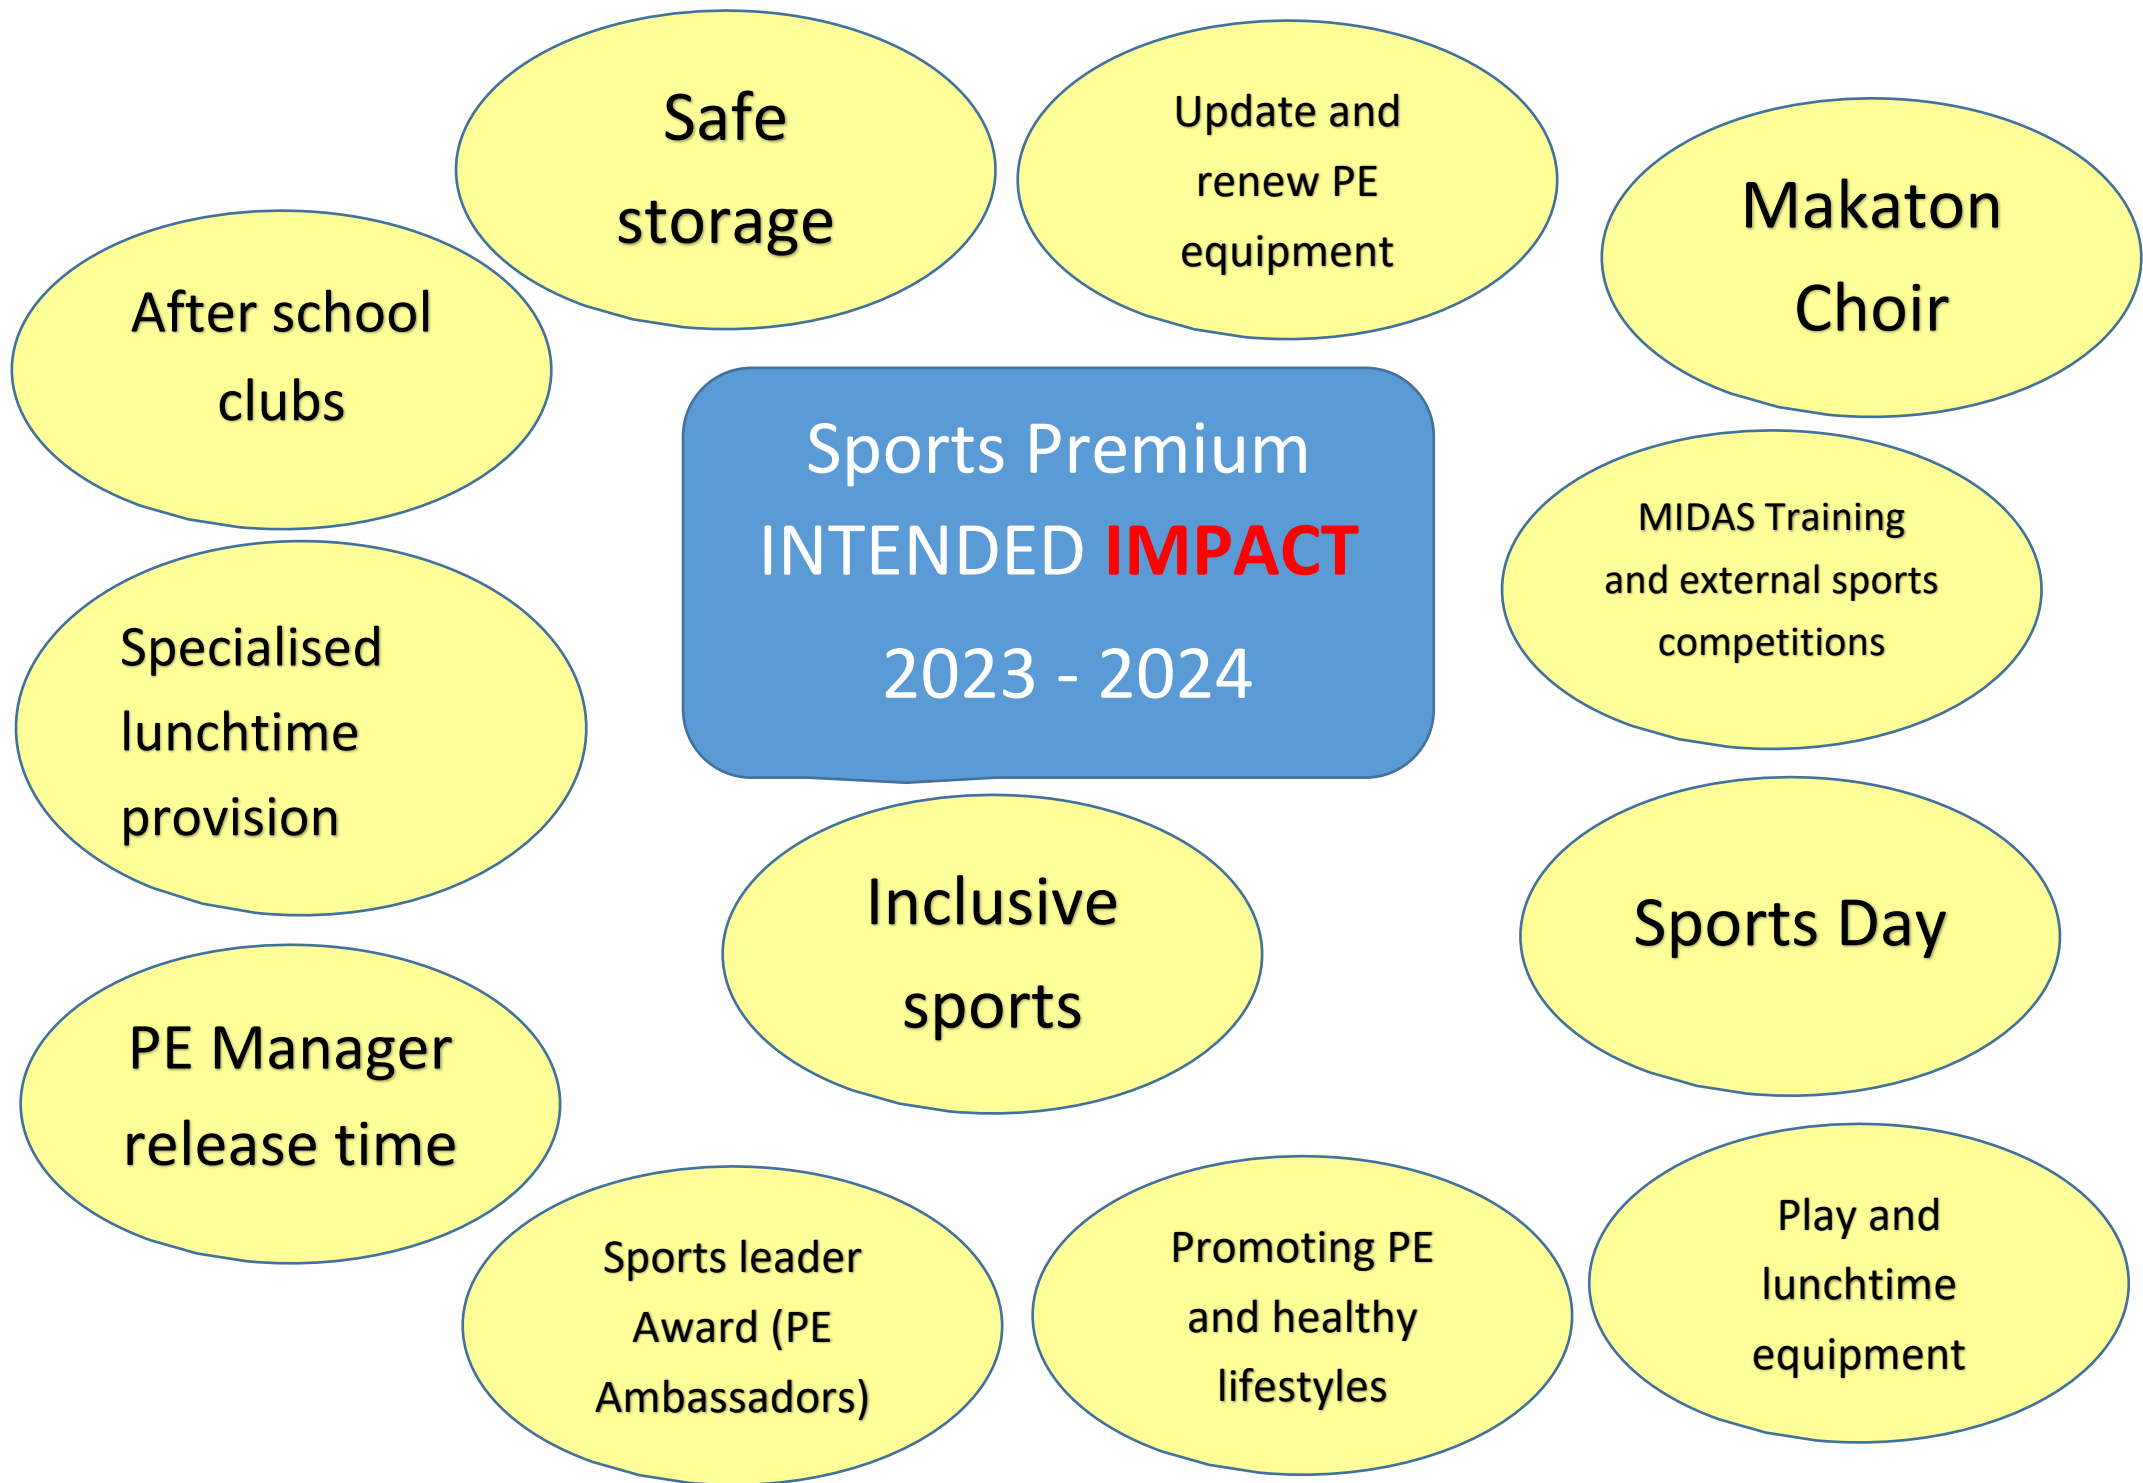 Safe
storage
Update and
renew PE
equipment
Makaton
Choir
After school
clubs
Sports Premium
INTENDED IMPACT
2023 - 2024
MIDAS Training
and external sports
competitions
Specialised
lunchtime
provision
Inclusive
sports
Sports Day
PE Manager
release time
Sports leader
Award (PE
Ambassadors)
Promoting PE
and healthy
lifestyles
Play and
lunchtime
equipment